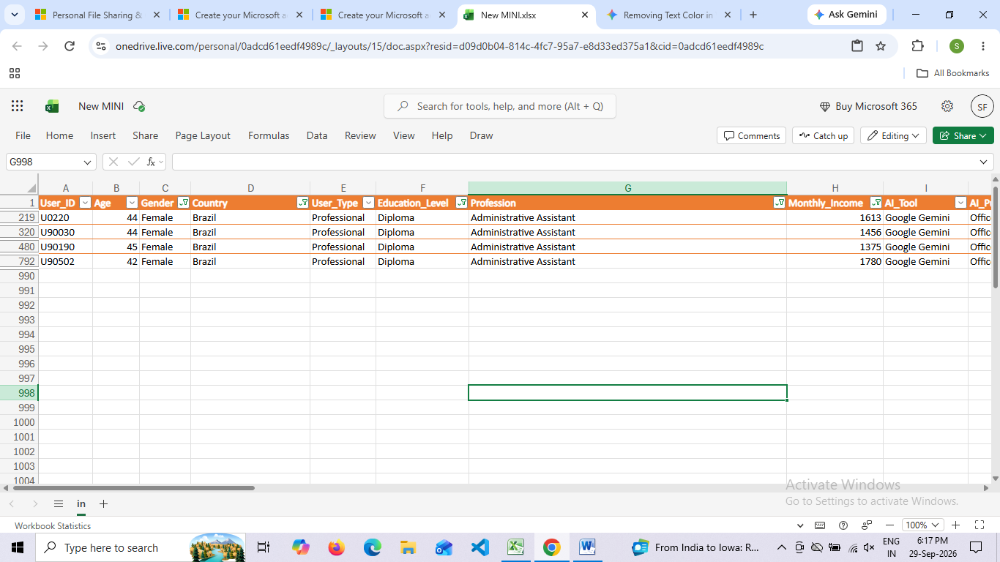 Personal File Sharing &
Create your Microsoft a
Create your Microsoft a
New MINI.xlsx
Removing Text Color in
Ask Gemini
onedrive.live.com/personal/0adcd61eedf4989c/_layouts/15/doc.aspx?resid=d09d0b04-814c-4fc7-95a7-e8d33ed375a1&cid=0adcd61eedf4989c
S
All Bookmarks
New MINI
Search for tools, help, and more (Alt + Q)
Buy Microsoft 365
SF
File Home Insert Share Page Layout Formulas Data Review View Help Draw
Comments Catch up Editing Share
G998 fx
A B C D E F G H I
1 User_ID Age Gender Country User_Type Education_Level Profession Monthly_Income AI_Tool AI_P
219 U0220 44 Female Brazil Professional Diploma Administrative Assistant 1613 Google Gemini Offic
320 U90030 44 Female Brazil Professional Diploma Administrative Assistant 1456 Google Gemini Offic
480 U90190 45 Female Brazil Professional Diploma Administrative Assistant 1375 Google Gemini Offic
792 U90502 42 Female Brazil Professional Diploma Administrative Assistant 1780 Google Gemini Offic
990
991
992
993
994
995
996
997
998
999
1000
1001
1002
1003
1004
Activate Windows
Go to Settings to activate Windows.
in
Workbook Statistics
100%
Type here to search
From India to Iowa: R...
ENG
IN
6:17 PM
29-Sep-2026